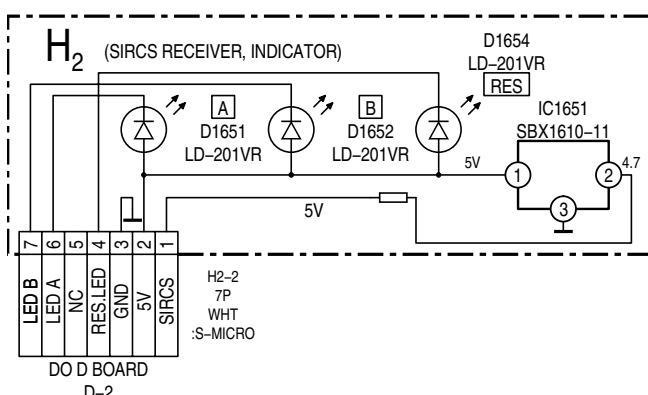 H2 (SIRCS RECEIVER, INDICATOR)
D1654
LD-201VR
RES
A
D1651
LD-201VR
B
D1652
LD-201VR
IC1651
SBX1610-11
5V
1
2
4.7
3
5V
7 6 5 4 3 2 1
LED B
LED A
NC
RES.LED
GND
5V
SIRCS
H2-2
7P
WHT
:S-MICRO
DO D BOARD
D-2